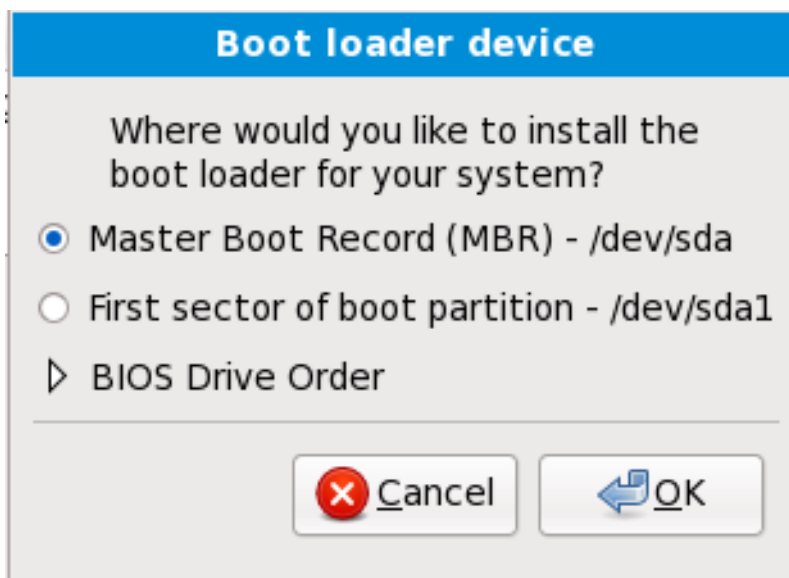 Boot loader device
Where would you like to install the
boot loader for your system?
Master Boot Record (MBR) - /dev/sda
First sector of boot partition - /dev/sda1
BIOS Drive Order
Cancel
OK